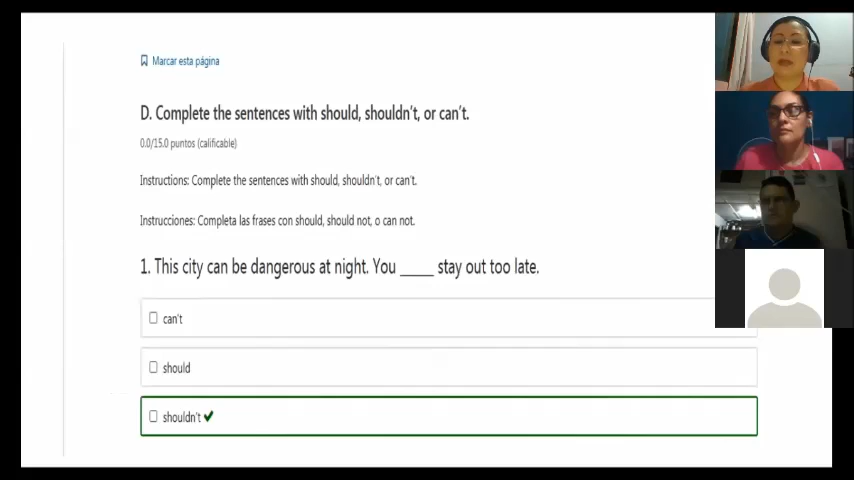 Marcar esta página
D. Complete the sentences with should, shouldn't, or can't.
0.0/15.0 puntos (calificable)
Instructions: Complete the sentences with should, shouldn't, or can't.
Instrucciones: Completa las frases con should, should not, o can not.
1. This city can be dangerous at night. You _____ stay out too late.
can't
should
shouldn't ✔